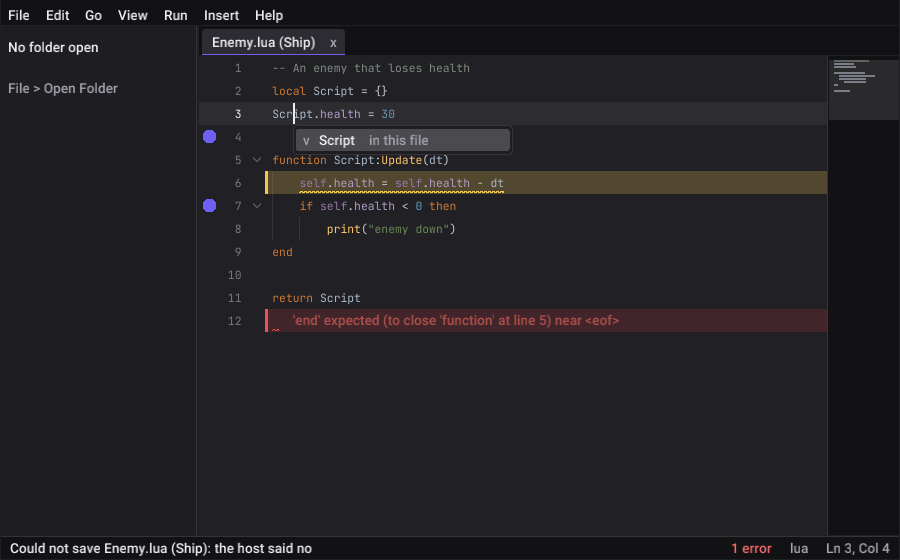 File Edit Go View Run Insert Help
No folder open
File > Open Folder
Enemy.lua (Ship) x
1 -- An enemy that loses health
2 local Script = {}
3 Script.health = 30
4
v Script in this file
5 function Script:Update(dt)
6 self.health = self.health - dt
7 if self.health < 0 then
8 print("enemy down")
9 end
10
11 return Script
12 'end' expected (to close 'function' at line 5) near <eof>
Could not save Enemy.lua (Ship): the host said no 1 error lua Ln 3, Col 4